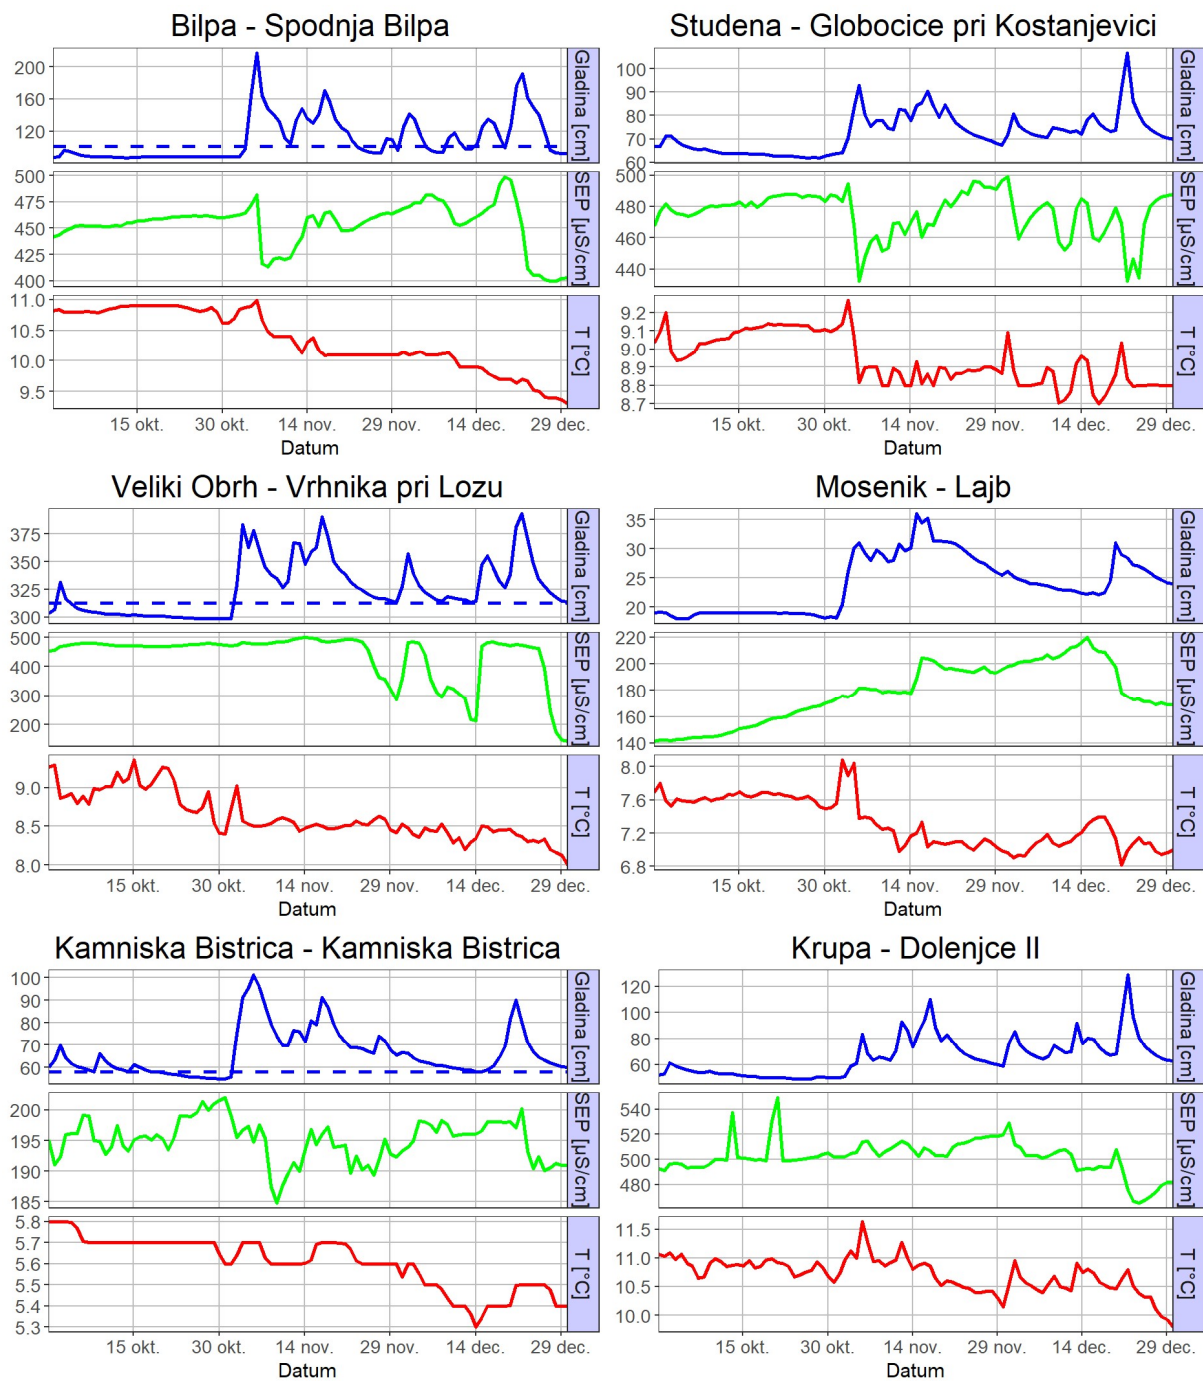 Bilpa - Spodnja Bilpa
200
160
120
Gladina [cm]
500
475
450
425
400
SEP [µS/cm]
11.0
10.5
10.0
9.5
T [°C]
15 okt. 30 okt. 14 nov. 29 nov. 14 dec. 29 dec.
Datum
Studena - Globocice pri Kostanjevici
100
90
80
70
60
Gladina [cm]
500
480
460
440
SEP [µS/cm]
9.2
9.1
9.0
8.9
8.8
8.7
T [°C]
15 okt. 30 okt. 14 nov. 29 nov. 14 dec. 29 dec.
Datum
Veliki Obrh - Vrhnika pri Lozu
375
350
325
300
Gladina [cm]
500
400
300
200
SEP [µS/cm]
9.0
8.5
8.0
T [°C]
15 okt. 30 okt. 14 nov. 29 nov. 14 dec. 29 dec.
Datum
Mosenik - Lajb
35
30
25
20
Gladina [cm]
220
200
180
160
140
SEP [µS/cm]
8.0
7.6
7.2
6.8
T [°C]
15 okt. 30 okt. 14 nov. 29 nov. 14 dec. 29 dec.
Datum
Kamniska Bistrica - Kamniska Bistrica
100
90
80
70
60
Gladina [cm]
200
195
190
185
SEP [µS/cm]
5.8
5.7
5.6
5.5
5.4
5.3
T [°C]
15 okt. 30 okt. 14 nov. 29 nov. 14 dec. 29 dec.
Datum
Krupa - Dolenjce II
120
100
80
60
Gladina [cm]
540
520
500
480
SEP [µS/cm]
11.5
11.0
10.5
10.0
T [°C]
15 okt. 30 okt. 14 nov. 29 nov. 14 dec. 29 dec.
Datum